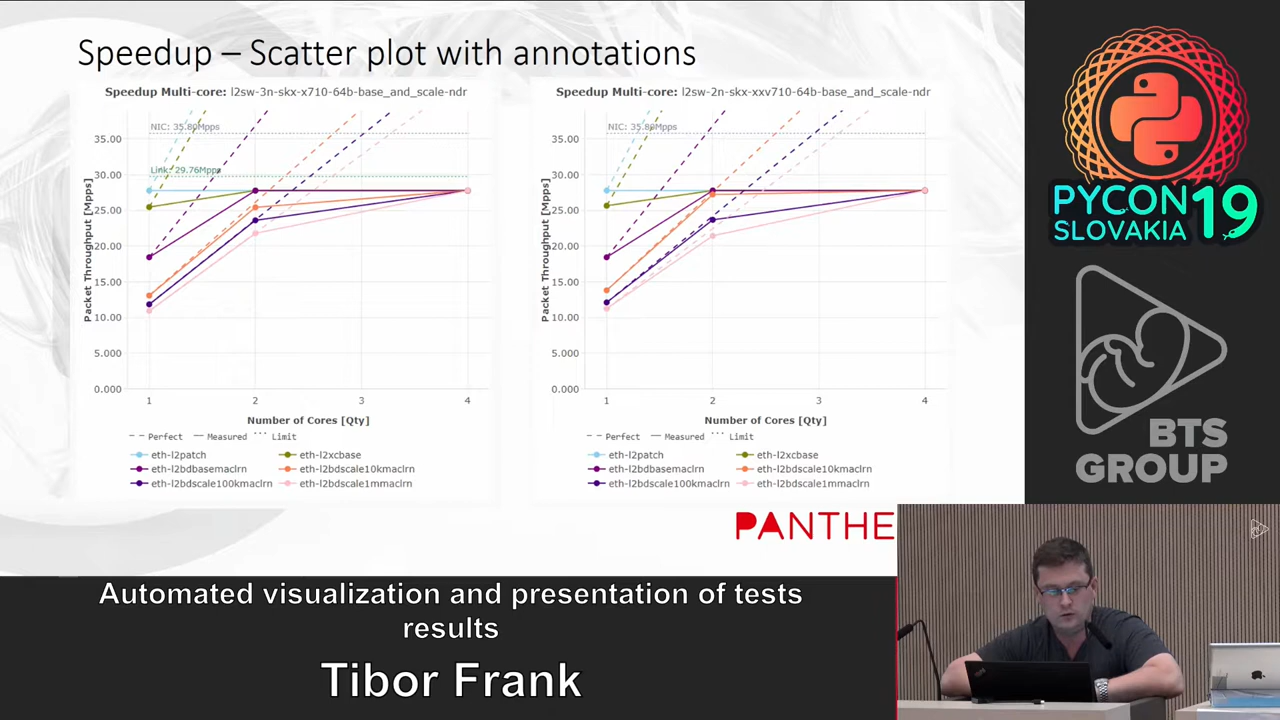 Speedup – Scatter plot with annotations
Speedup Multi-core: l2sw-3n-skx-x710-64b-base_and_scale-ndr
NIC: 35.80Mpps
Link: 29.76Mpps
Packet Throughput [Mpps]
35.00
30.00
25.00
20.00
15.00
10.00
5.000
0.000
1 2 3 4
Number of Cores [Qty]
Perfect Measured Limit
eth-l2patch eth-l2xcbase
eth-l2bdbasemaclrn eth-l2bdscale10kmaclrn
eth-l2bdscale100kmaclrn eth-l2bdscale1mmaclrn
Speedup Multi-core: l2sw-2n-skx-xxv710-64b-base_and_scale-ndr
NIC: 35.80Mpps
Packet Throughput [Mpps]
35.00
30.00
25.00
20.00
15.00
10.00
5.000
0.000
1 2 3 4
Number of Cores [Qty]
Perfect Measured Limit
eth-l2patch eth-l2xcbase
eth-l2bdbasemaclrn eth-l2bdscale10kmaclrn
eth-l2bdscale100kmaclrn eth-l2bdscale1mmaclrn
PANTHE
PYCON
SLOVAKIA 19
BTS
GROUP
Automated visualization and presentation of tests
results
Tibor Frank